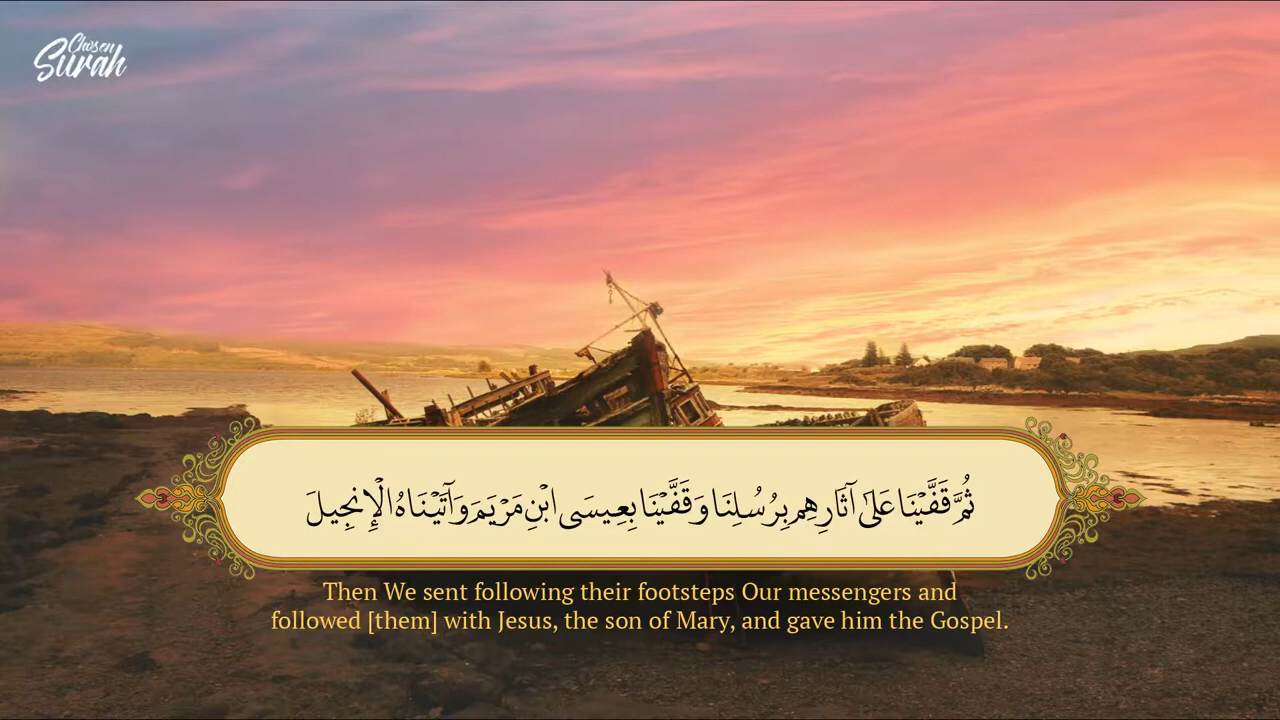 Chosen
Surah
ثُمَّ قَفَّيْنَا عَلَىٰ آثَارِهِم بِرُسُلِنَا وَقَفَّيْنَا بِعِيسَى ابْنِ مَرْيَمَ وَآتَيْنَاهُ الْإِنجِيلَ
Then We sent following their footsteps Our messengers and
followed [them] with Jesus, the son of Mary, and gave him the Gospel.